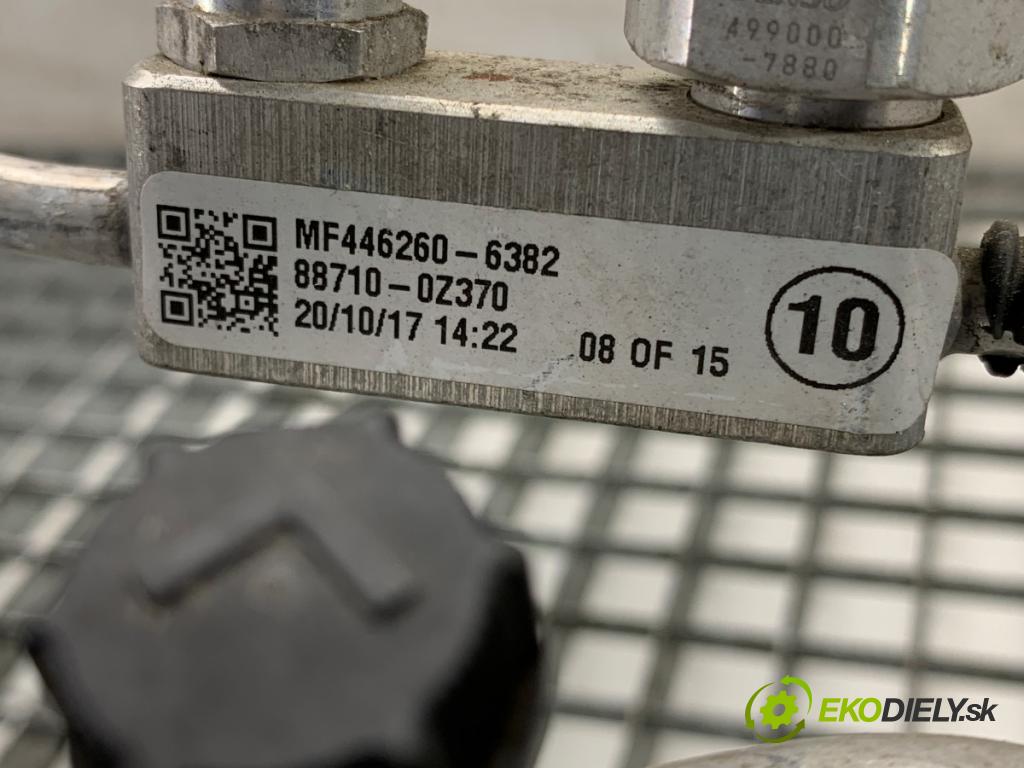 499000
-7880
MF446260-6382
88710-0Z370
20/10/17 14:22 08 OF 15
10
EKODIELY.sk